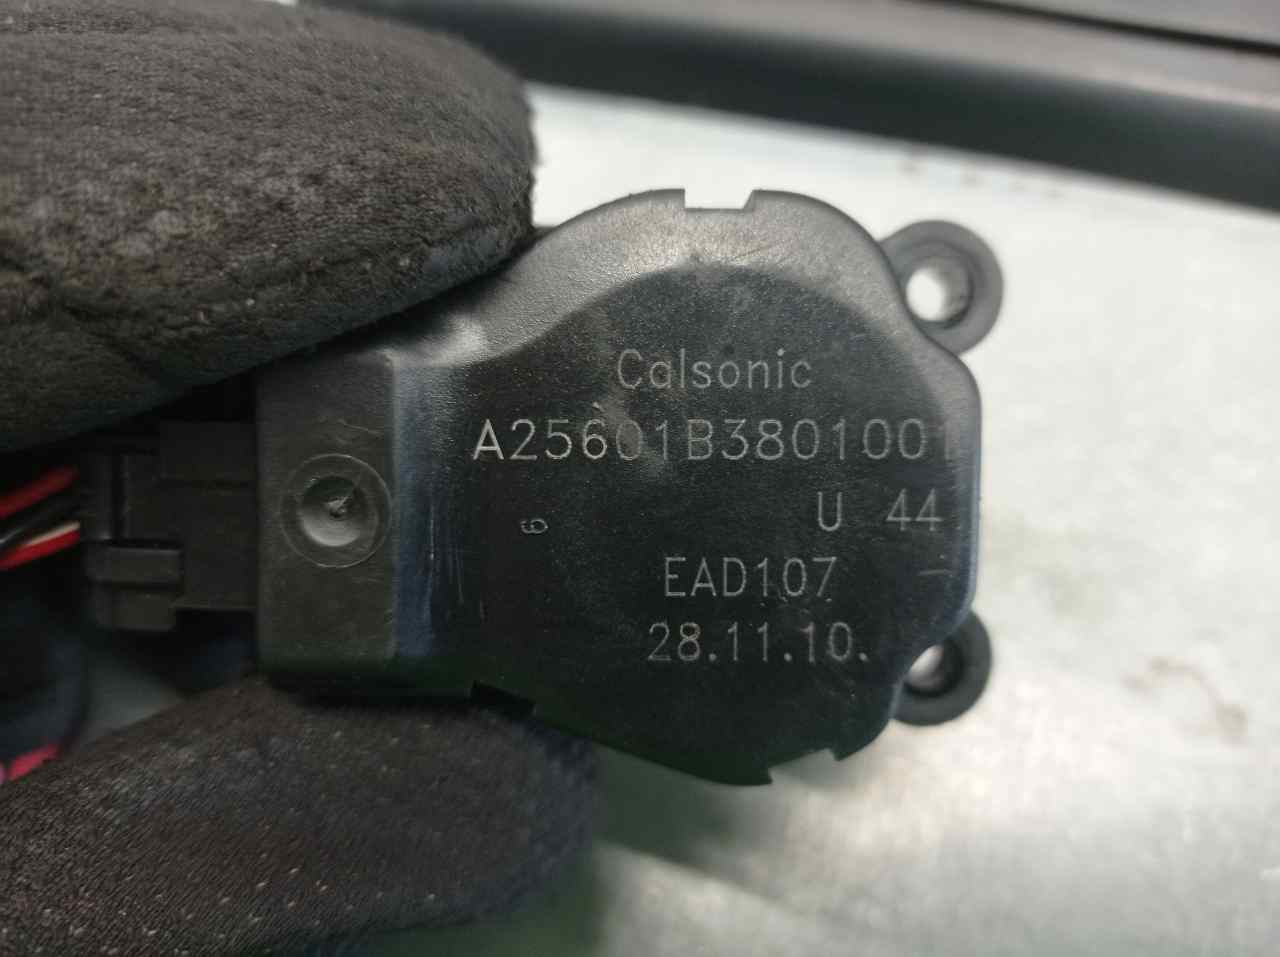 Calsonic
A25601B3801001
U 44
6
EAD107
28.11.10.